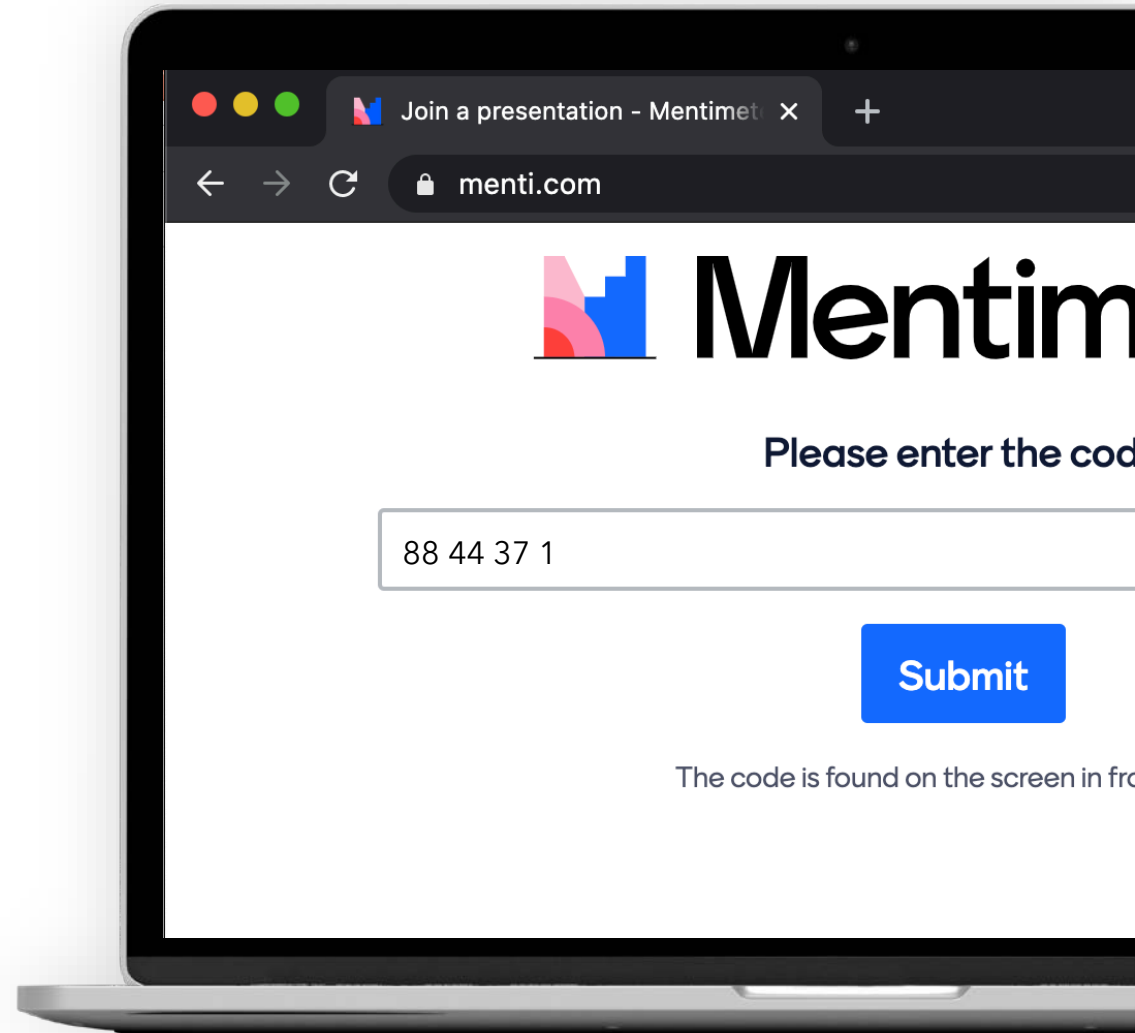 Join a presentation - Mentimet
menti.com
Mentim
Please enter the cod
88 44 37 1
Submit
The code is found on the screen in fro